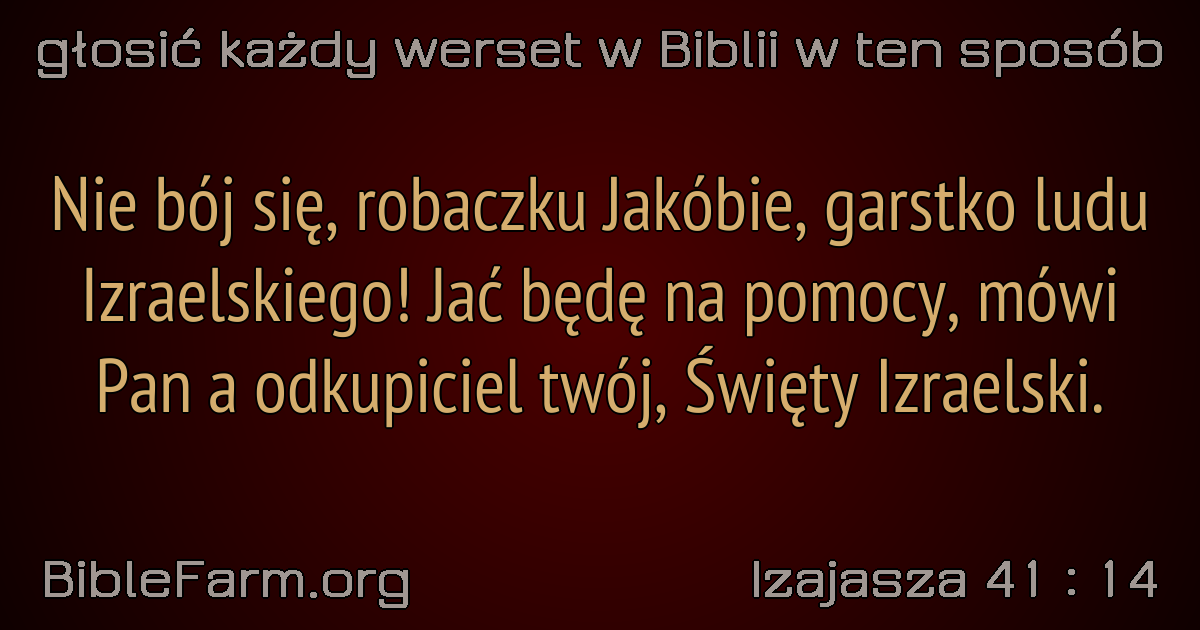 głosić każdy werset w Biblii w ten sposób
Nie bój się, robaczku Jakóbie, garstko ludu
Izraelskiego! Jać będę na pomocy, mówi
Pan a odkupiciel twój, Święty Izraelski.
BibleFarm.org
Izajasza 41 : 14